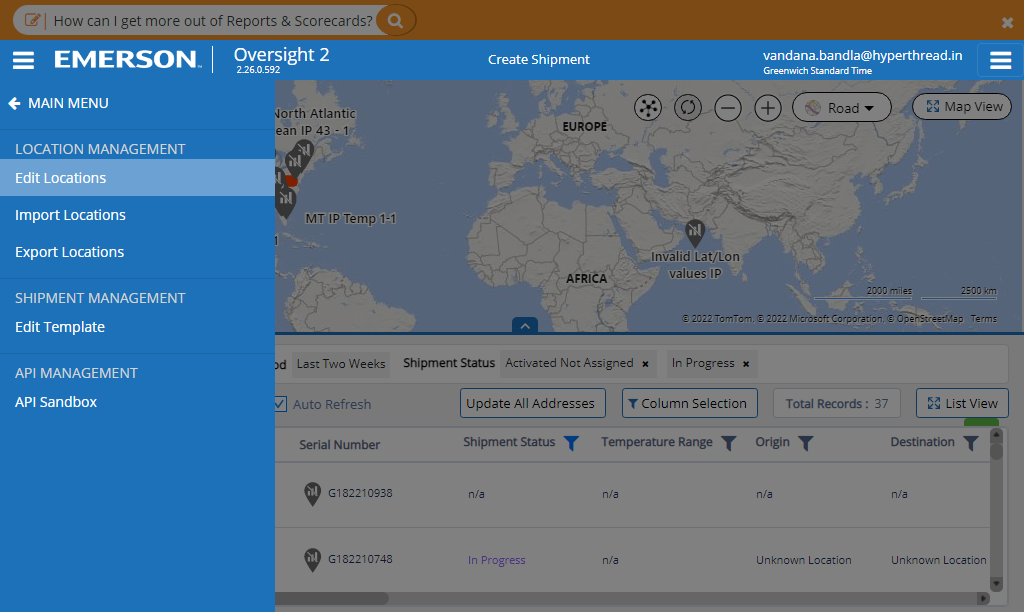 How can I get more out of Reports & Scorecards?
EMERSON
Oversight 2
2.26.0.592
Create Shipment
vandana.bandla@hyperthread.in
Greenwich Standard Time
MAIN MENU
LOCATION MANAGEMENT
Edit Locations
Import Locations
Export Locations
SHIPMENT MANAGEMENT
Edit Template
API MANAGEMENT
API Sandbox
North Atlantic
ean IP 43 - 1
MT IP Temp 1-1
EUROPE
AFRICA
Invalid Lat/Lon
values IP
Road
Map View
2000 miles
2500 km
© 2022 TomTom, © 2022 Microsoft Corporation, © OpenStreetMap Terms
od
Last Two Weeks
Shipment Status
Activated Not Assigned ×
In Progress ×
Auto Refresh
Update All Addresses
Column Selection
Total Records : 37
List View
Serial Number
Shipment Status
Temperature Range
Origin
Destination
G182210938
n/a
n/a
n/a
n/a
G182210748
In Progress
n/a
Unknown Location
Unknown Location